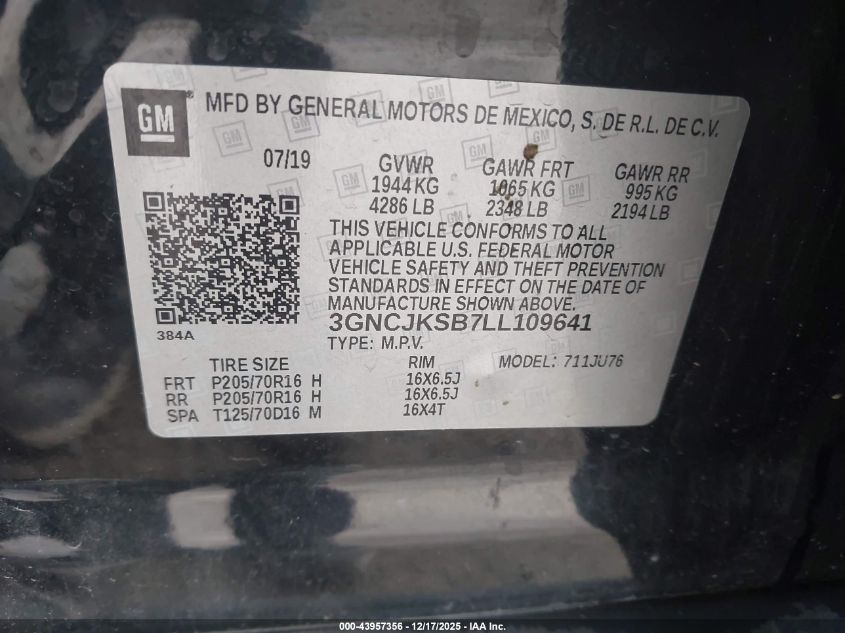 GM ® MFD BY GENERAL MOTORS DE MEXICO, S. DE R.L. DE C.V.
07/19 GVWR GAWR FRT GAWR RR
1944 KG 1065 KG 995 KG
4286 LB 2348 LB 2194 LB
THIS VEHICLE CONFORMS TO ALL
APPLICABLE U.S. FEDERAL MOTOR
VEHICLE SAFETY AND THEFT PREVENTION
STANDARDS IN EFFECT ON THE DATE OF
MANUFACTURE SHOWN ABOVE.
384A
3GNCJKSB7LL109641
TYPE: M.P.V.
TIRE SIZE RIM MODEL: 711JU76
FRT P205/70R16 H 16X6.5J
RR P205/70R16 H 16X6.5J
SPA T125/70D16 M 16X4T
000-43957356 - 12/17/2025 - IAA Inc.